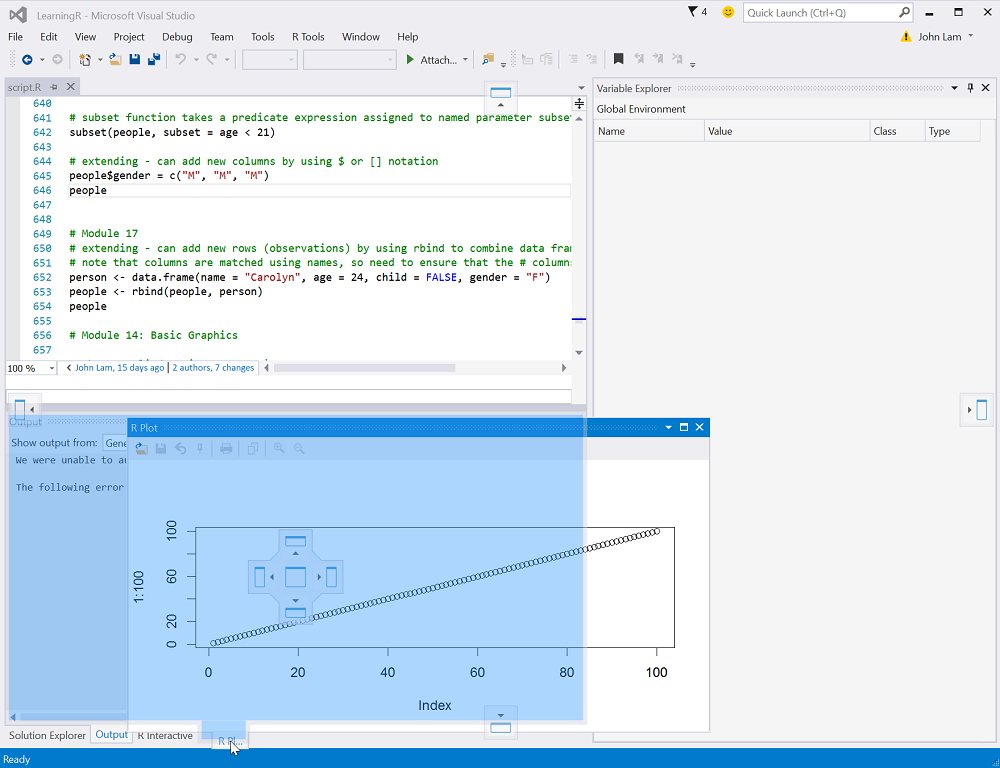 LearningR - Microsoft Visual Studio
4
Quick Launch (Ctrl+Q)
File Edit View Project Debug Team Tools R Tools Window Help
John Lam
Attach...
script.R
640
641 # subset function takes a predicate expression assigned to named parameter subset
642 subset(people, subset = age < 21)
643
644 # extending - can add new columns by using $ or [] notation
645 people$gender = c("M", "M", "M")
646 people
647
648
649 # Module 17
650 # extending - can add new rows (observations) by using rbind to combine data fra
651 # note that columns are matched using names, so need to ensure that the # column
652 person <- data.frame(name = "Carolyn", age = 24, child = FALSE, gender = "F")
653 people <- rbind(people, person)
654 people
655
656 # Module 14: Basic Graphics
657
100 %
John Lam, 15 days ago | 2 authors, 7 changes
Variable Explorer
Global Environment
Name Value Class Type
Output
Show output from: Gene
We were unable to au
The following error
R Plot
1:100
100
60
20
0
0 20 40 60 80 100
Index
Solution Explorer Output R Interactive
R Pl...
Ready